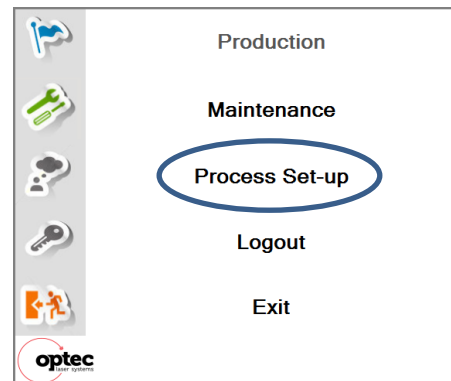 Production
Maintenance
Process Set-up
Logout
Exit
optec
laser systems